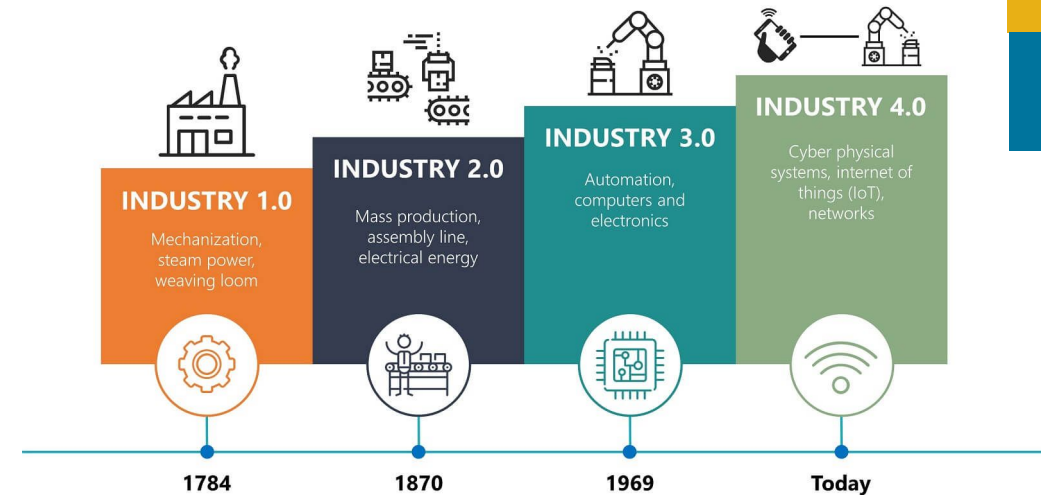 INDUSTRY 1.0
Mechanization,
steam power,
weaving loom
INDUSTRY 2.0
Mass production,
assembly line,
electrical energy
INDUSTRY 3.0
Automation,
computers and
electronics
INDUSTRY 4.0
Cyber physical
systems, internet of
things (IoT),
networks
1784
1870
1969
Today